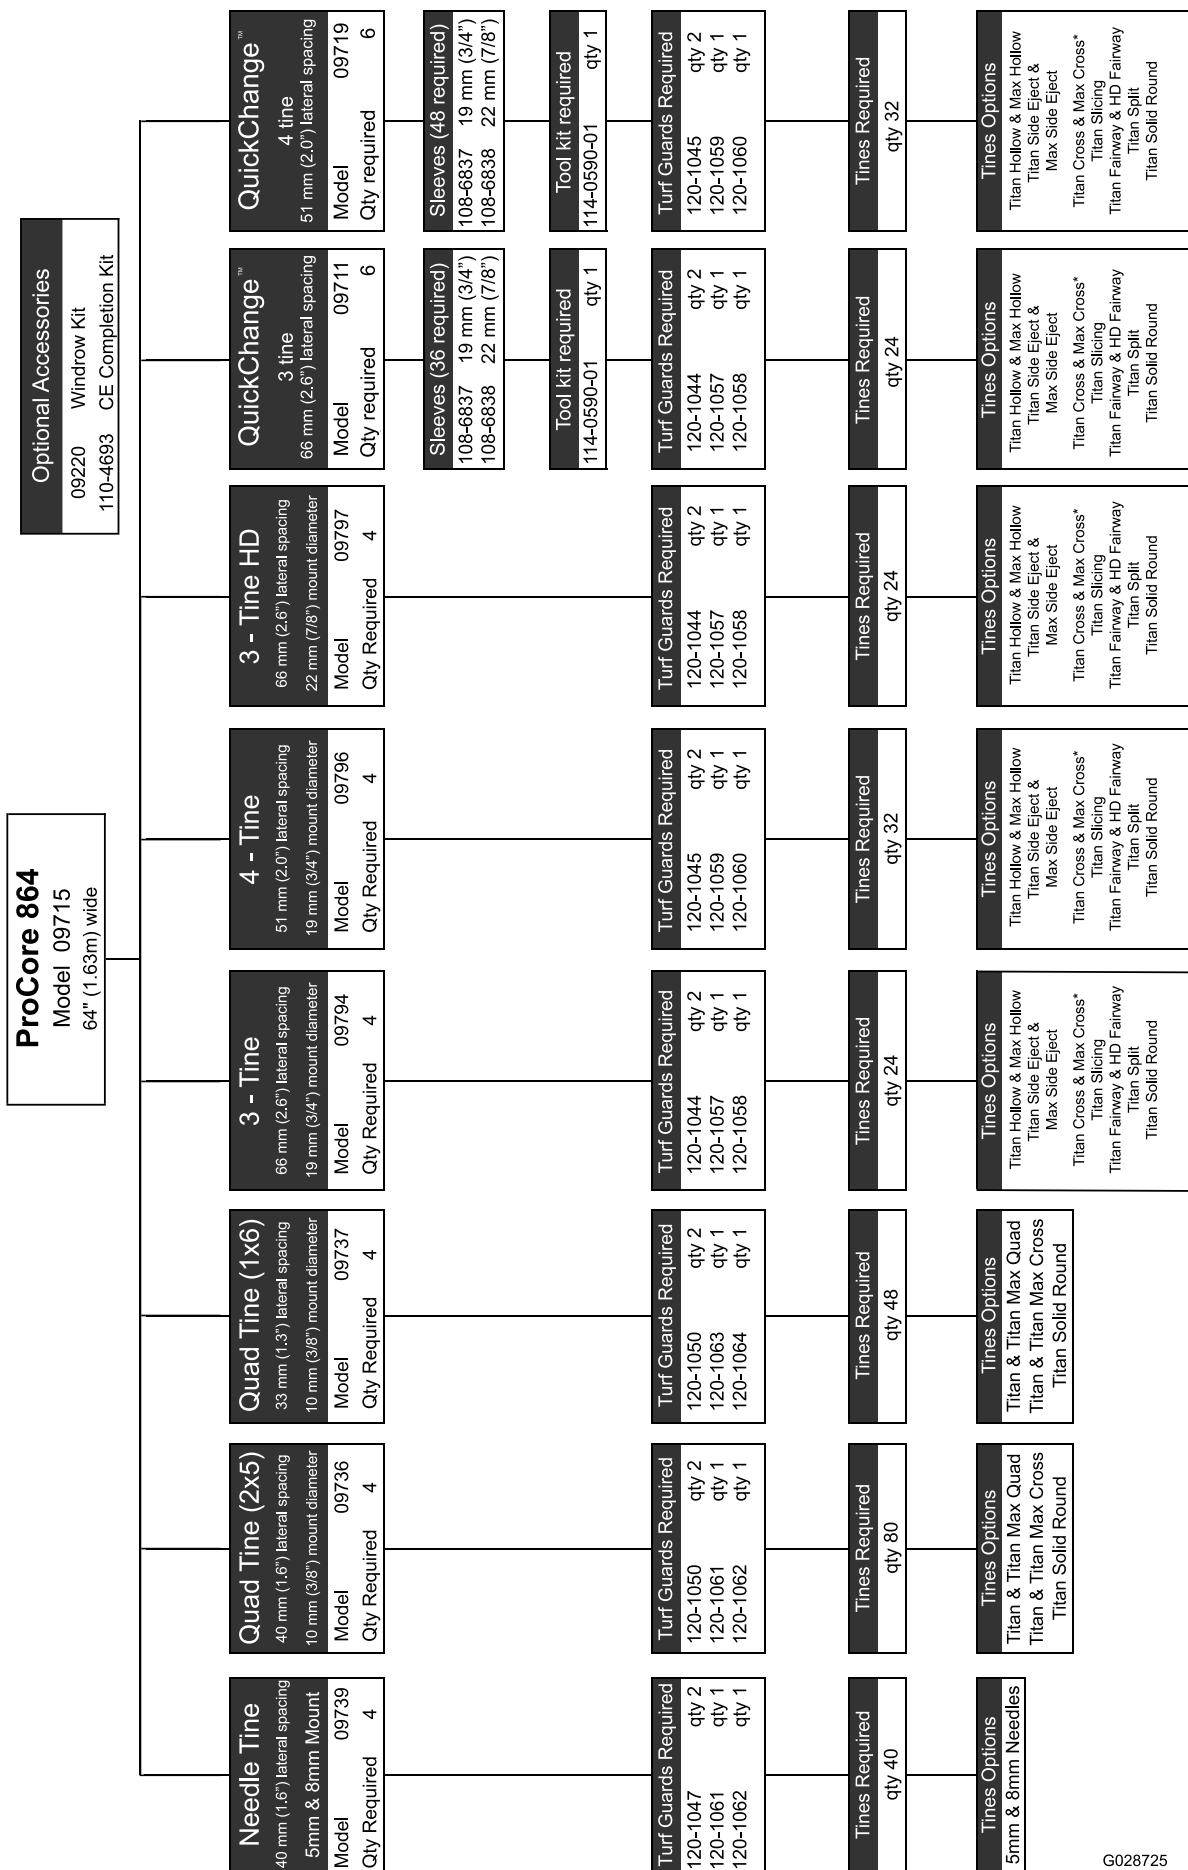 ProCore 864
Model 09715
64" (1.63m) wide
Optional Accessories
09220 Windrow Kit
110-4693 CE Completion Kit
Needle Tine
40 mm (1.6”) lateral spacing
5mm & 8mm Mount
Model 09739
Qty Required 4
Turf Guards Required
120-1047 qty 2
120-1061 qty 1
120-1062 qty 1
Tines Required
qty 40
Tines Options
5mm & 8mm Needles
Quad Tine (2x5)
40 mm (1.6”) lateral spacing
10 mm (3/8”) mount diameter
Model 09736
Qty Required 4
Turf Guards Required
120-1050 qty 2
120-1061 qty 1
120-1062 qty 1
Tines Required
qty 80
Tines Options
Titan & Titan Max Quad
Titan & Titan Max Cross
Titan Solid Round
Quad Tine (1x6)
33 mm (1.3”) lateral spacing
10 mm (3/8”) mount diameter
Model 09737
Qty Required 4
Turf Guards Required
120-1050 qty 2
120-1063 qty 1
120-1064 qty 1
Tines Required
qty 48
Tines Options
Titan & Titan Max Quad
Titan & Titan Max Cross
Titan Solid Round
3 - Tine
66 mm (2.6”) lateral spacing
19 mm (3/4”) mount diameter
Model 09794
Qty Required 4
Turf Guards Required
120-1044 qty 2
120-1057 qty 1
120-1058 qty 1
Tines Required
qty 24
Tines Options
Titan Hollow & Max Hollow
Titan Side Eject &
Max Side Eject
Titan Cross & Max Cross*
Titan Slicing
Titan Fairway & HD Fairway
Titan Split
Titan Solid Round
4 - Tine
51 mm (2.0”) lateral spacing
19 mm (3/4”) mount diameter
Model 09796
Qty Required 4
Turf Guards Required
120-1045 qty 2
120-1059 qty 1
120-1060 qty 1
Tines Required
qty 32
Tines Options
Titan Hollow & Max Hollow
Titan Side Eject &
Max Side Eject
Titan Cross & Max Cross*
Titan Slicing
Titan Fairway & HD Fairway
Titan Split
Titan Solid Round
3 - Tine HD
66 mm (2.6”) lateral spacing
22 mm (7/8”) mount diameter
Model 09797
Qty Required 4
Turf Guards Required
120-1044 qty 2
120-1057 qty 1
120-1058 qty 1
Tines Required
qty 24
Tines Options
Titan Hollow & Max Hollow
Titan Side Eject &
Max Side Eject
Titan Cross & Max Cross*
Titan Slicing
Titan Fairway & HD Fairway
Titan Split
Titan Solid Round
QuickChange™
3 tine
66 mm (2.6”) lateral spacing
Model 09711
Qty required 6
Sleeves (36 required)
108-6837 19 mm (3/4”)
108-6838 22 mm (7/8”)
Tool kit required
114-0590-01 qty 1
Turf Guards Required
120-1044 qty 2
120-1057 qty 1
120-1058 qty 1
Tines Required
qty 24
Tines Options
Titan Hollow & Max Hollow
Titan Side Eject &
Max Side Eject
Titan Cross & Max Cross*
Titan Slicing
Titan Fairway & HD Fairway
Titan Split
Titan Solid Round
QuickChange™
4 tine
51 mm (2.0”) lateral spacing
Model 09719
Qty required 6
Sleeves (48 required)
108-6837 19 mm (3/4”)
108-6838 22 mm (7/8”)
Tool kit required
114-0590-01 qty 1
Turf Guards Required
120-1045 qty 2
120-1059 qty 1
120-1060 qty 1
Tines Required
qty 32
Tines Options
Titan Hollow & Max Hollow
Titan Side Eject &
Max Side Eject
Titan Cross & Max Cross*
Titan Slicing
Titan Fairway & HD Fairway
Titan Split
Titan Solid Round
G028725